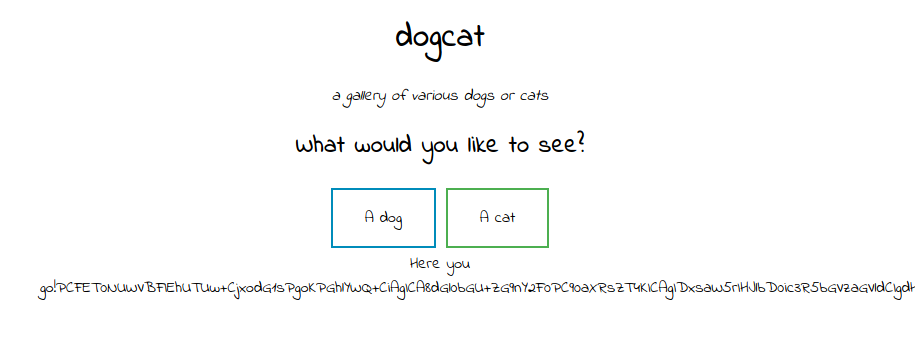 dogcat
a gallery of various dogs or cats
What would you like to see?
A dog A cat
Here you
go!PCFET0NUWVBFIEhUTUw+CjxodG1sPgoKPGhlYWQ+CiAgICA8dGl0bGU+ZG9nY2F0PC90aXRsZT4KICAgIDxsaW5rIHJlbD0ic3R5bGVzaGVldCIgdH